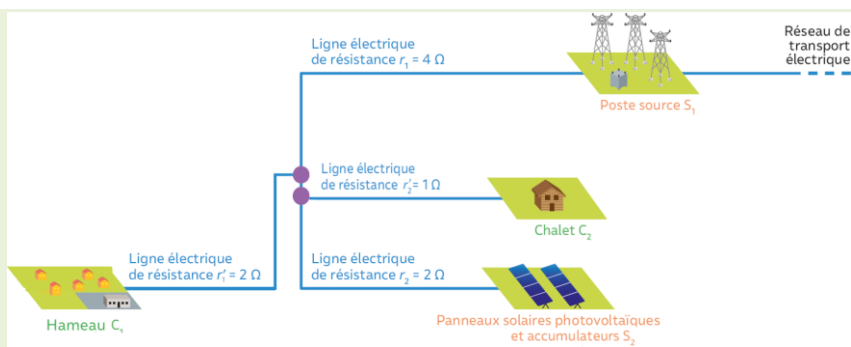 Ligne électrique
de résistance r₁ = 4 Ω
Réseau de
transport
électrique
Poste source S₁
Ligne électrique
de résistance r₂' = 1 Ω
Chalet C₂
Ligne électrique
de résistance r₁' = 2 Ω
Ligne électrique
de résistance r₂ = 2 Ω
Hameau C₁
Panneaux solaires photovoltaïques
et accumulateurs S₂